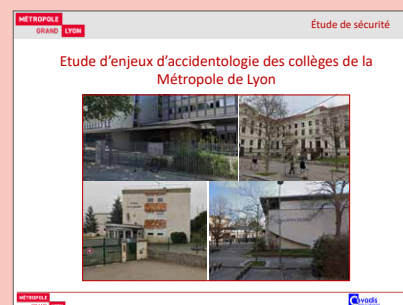 MÉTROPOLE
GRAND LYON
Étude de sécurité
Etude d'enjeux d'accidentologie des collèges de la
Métropole de Lyon
MÉTROPOLE
GRAND LYON